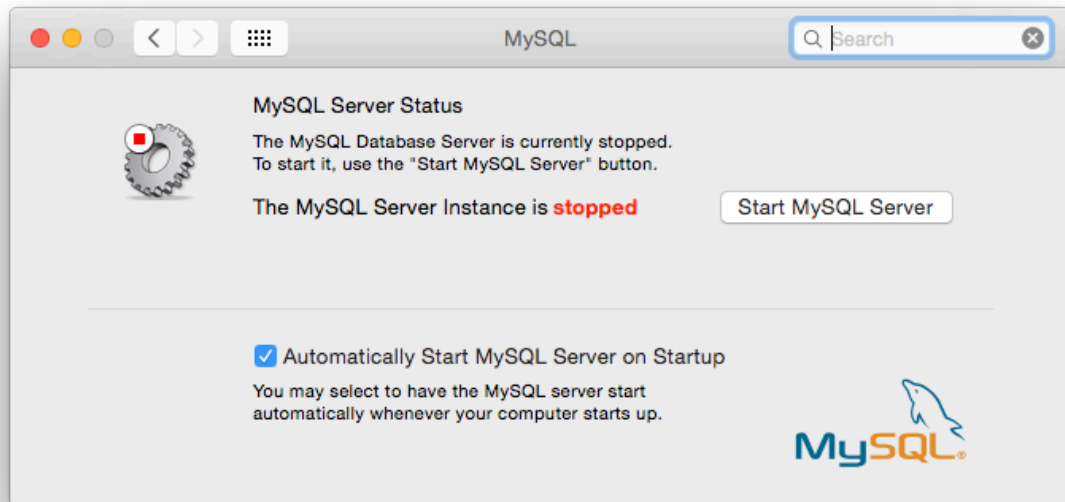 MySQL
Search
MySQL Server Status
The MySQL Database Server is currently stopped.
To start it, use the "Start MySQL Server" button.
The MySQL Server Instance is stopped
Start MySQL Server
Automatically Start MySQL Server on Startup
You may select to have the MySQL server start
automatically whenever your computer starts up.
MySQL®